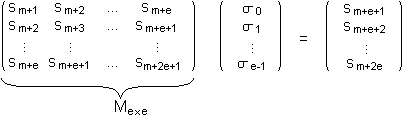 S m+1 S m+2 ... S m+e σ 0 S m+e+1
S m+2 S m+3 ... S m+e+1 σ 1 = S m+e+2
⋮ ⋮ ⋮ ⋮ ⋮
S m+e S m+e+1 ... S m+2e+1 σ e-1 S m+2e
M exe